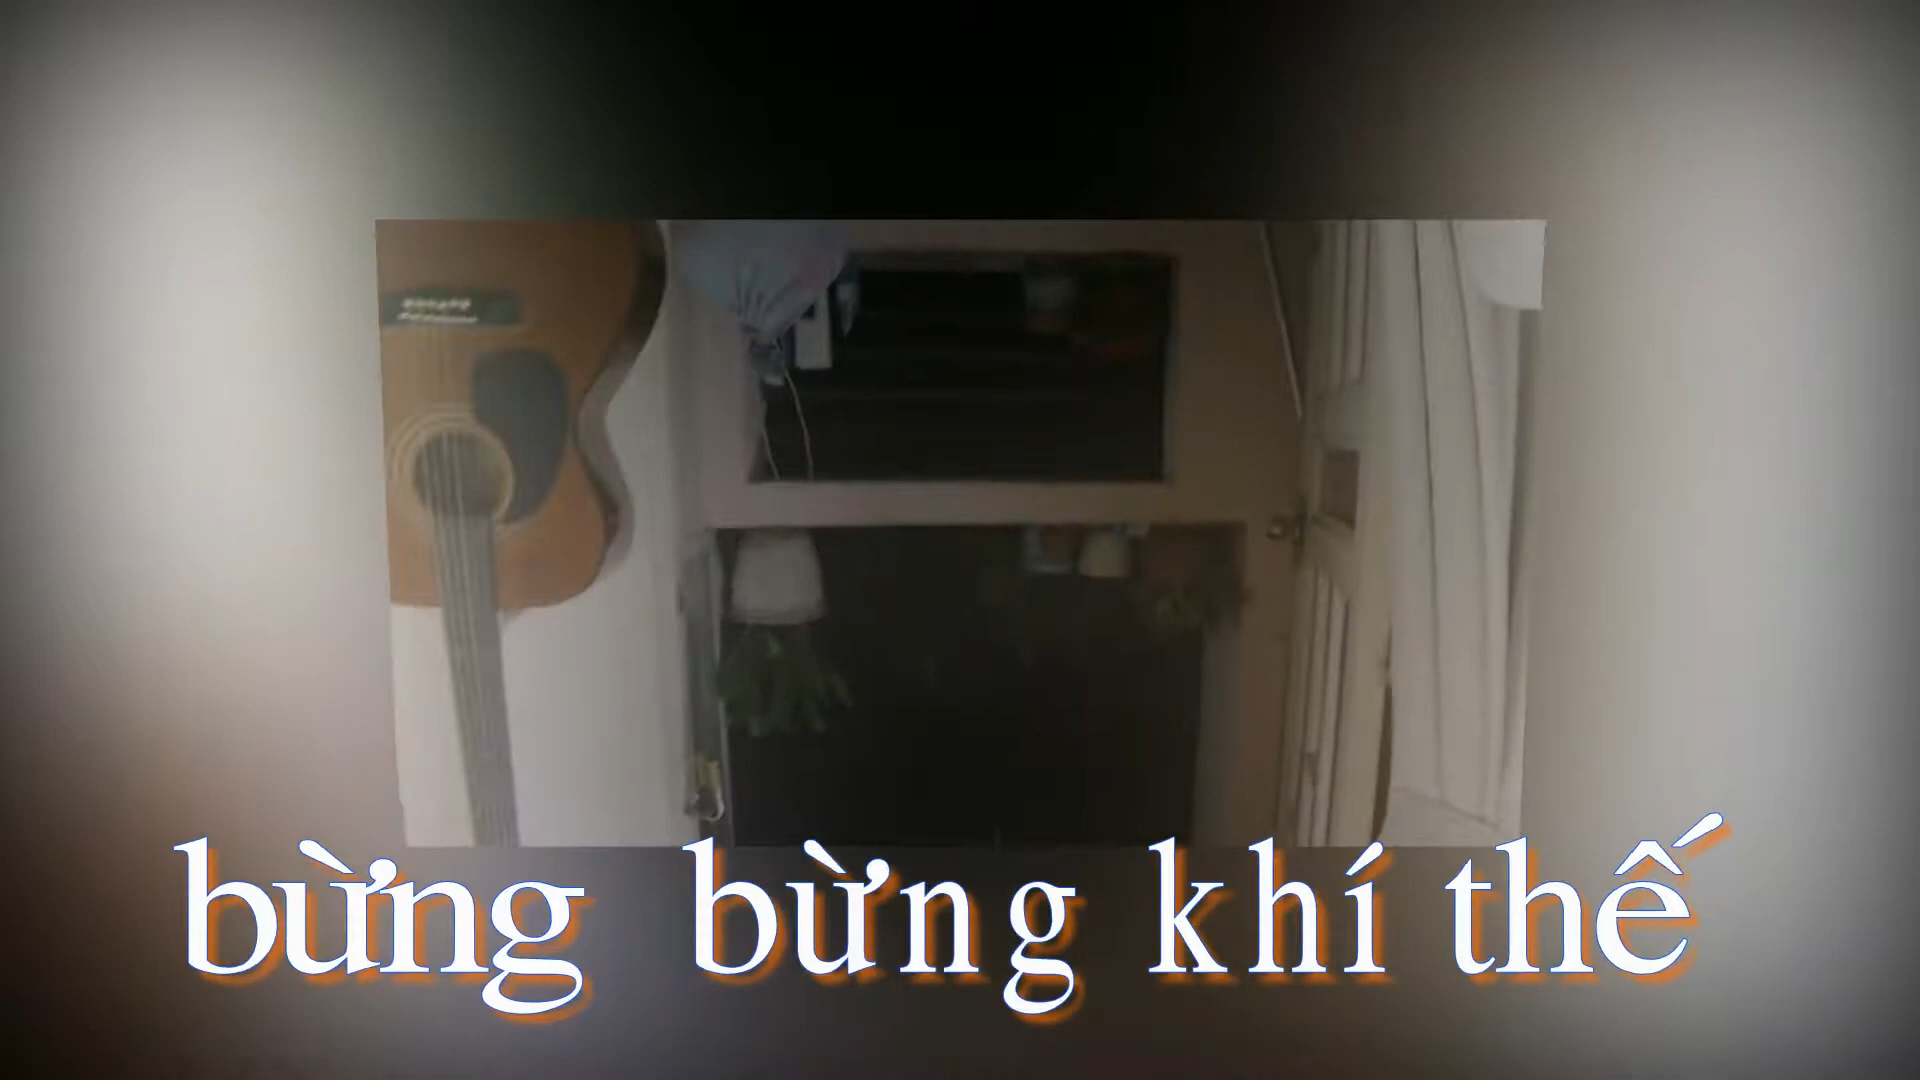 bừng bừng khí thế